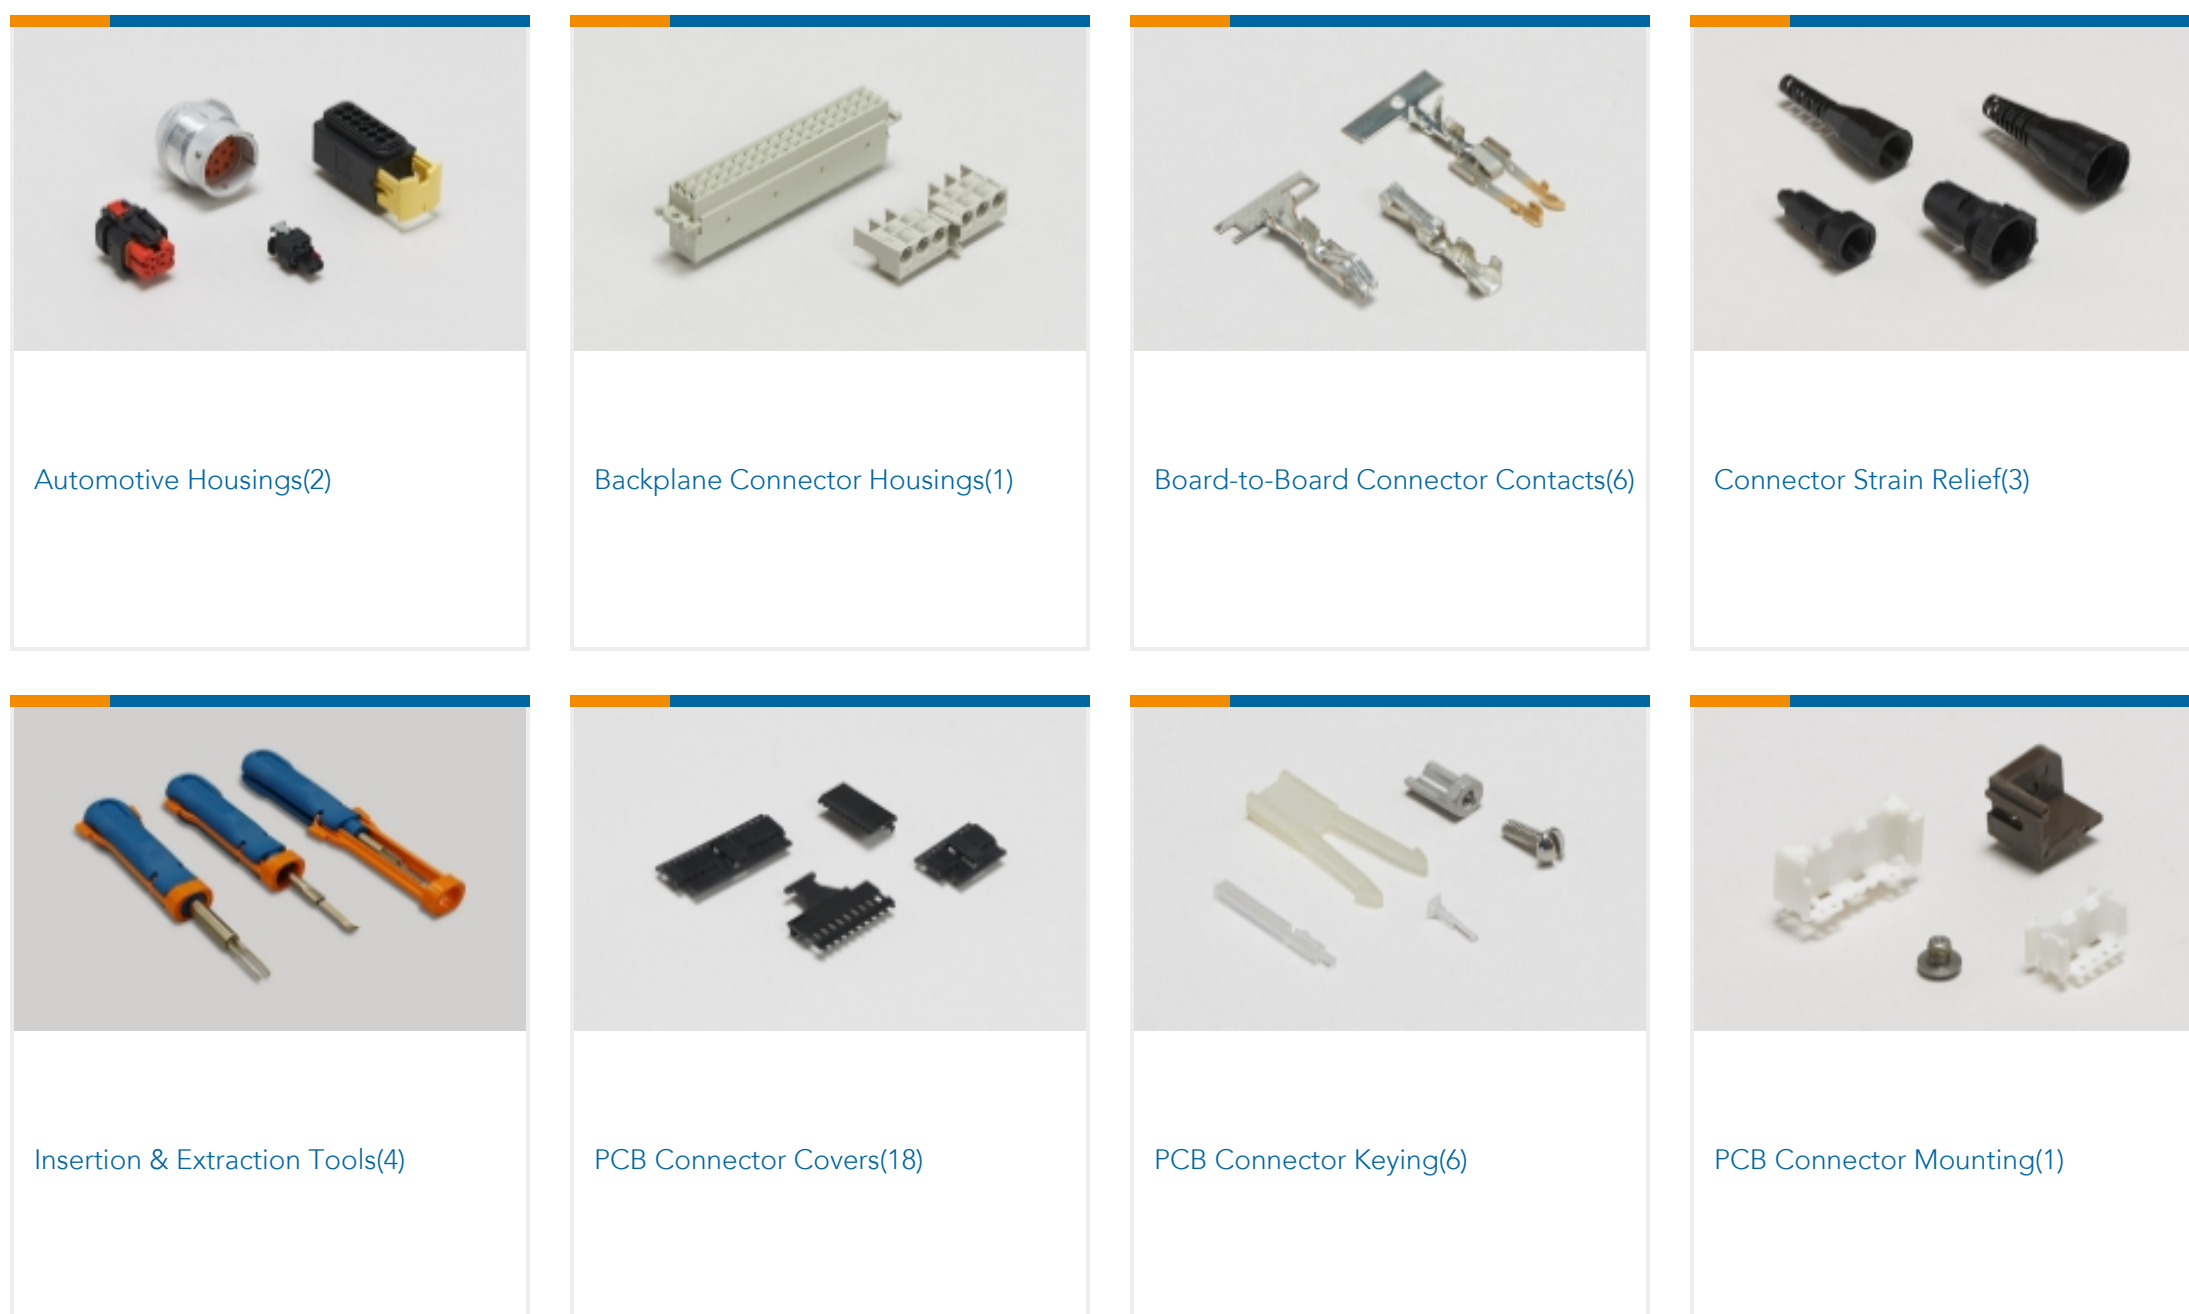 Automotive Housings(2)
Backplane Connector Housings(1)
Board-to-Board Connector Contacts(6)
Connector Strain Relief(3)
Insertion & Extraction Tools(4)
PCB Connector Covers(18)
PCB Connector Keying(6)
PCB Connector Mounting(1)